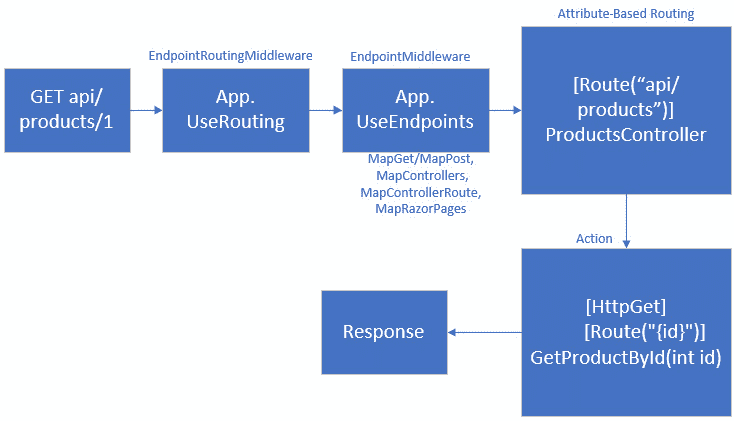 Attribute-Based Routing
EndpointRoutingMiddleware
EndpointMiddleware
GET api/
products/1
App.
UseRouting
App.
UseEndpoints
[Route(“api/
products”)]
ProductsController
MapGet/MapPost,
MapControllers,
MapControllerRoute,
MapRazorPages
Action
[HttpGet]
[Route("{id}")]
GetProductById(int id)
Response